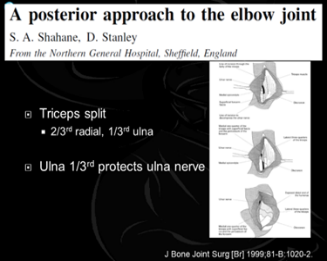 A posterior approach to the elbow joint
S. A. Shahane, D. Stanley
From the Northern General Hospital, Sheffield, England
Triceps split
2/3rd radial, 1/3rd ulna
Ulna 1/3rd protects ulna nerve
J Bone Joint Surg [Br] 1999;81-B:1020-2.